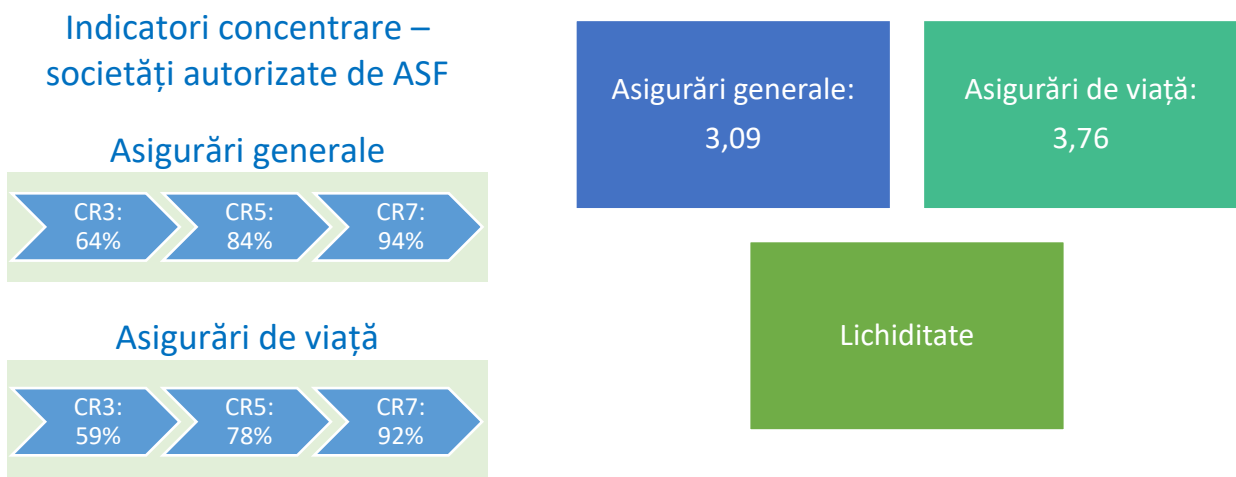 Indicatori concentrare –
societăți autorizate de ASF
Asigurări generale
CR3:
64%
CR5:
84%
CR7:
94%
Asigurări de viață
CR3:
59%
CR5:
78%
CR7:
92%
Asigurări generale:
3,09
Asigurări de viață:
3,76
Lichiditate